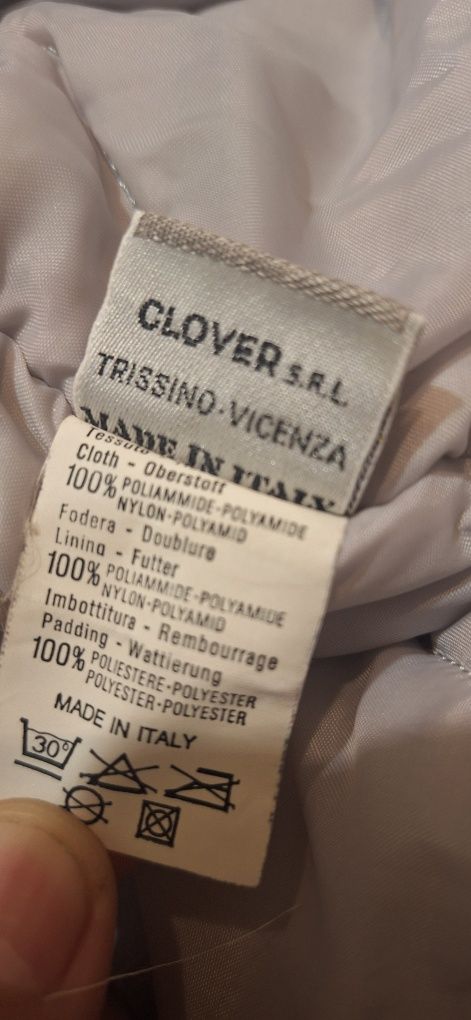 CLOVER S.R.L.
TRISSINO-VICENZA
MADE IN ITALY
Tessuto
Cloth - Oberstoff
100% POLIAMMIDE-POLYAMIDE
NYLON-POLYAMID
Fodera - Doublure
Lining - Futter
100% POLIAMMIDE-POLYAMIDE
NYLON-POLYAMID
Imbottitura - Rembourrage
Padding - Wattierung
100% POLIESTERE-POLYESTER
POLYESTER-POLYESTER
MADE IN ITALY
30°